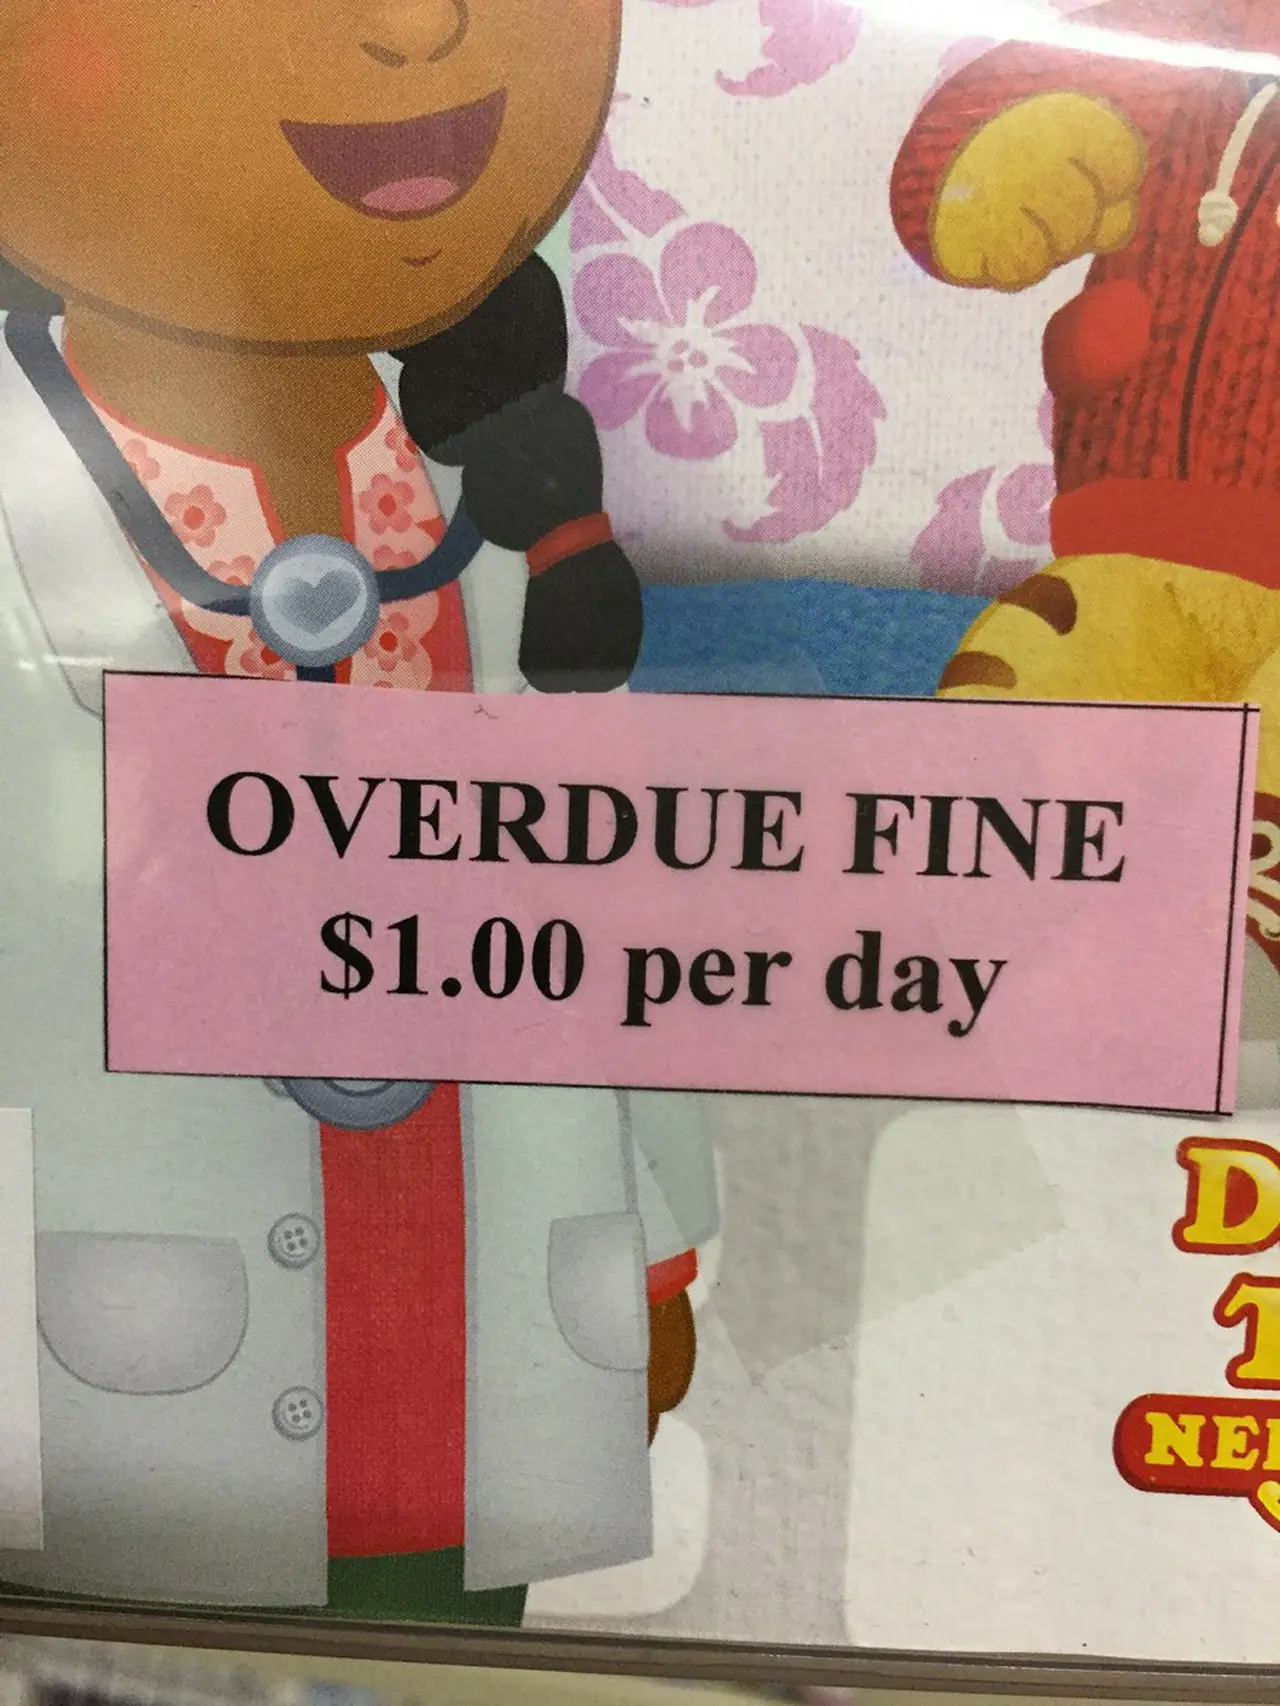 OVERDUE FINE
$1.00 per day